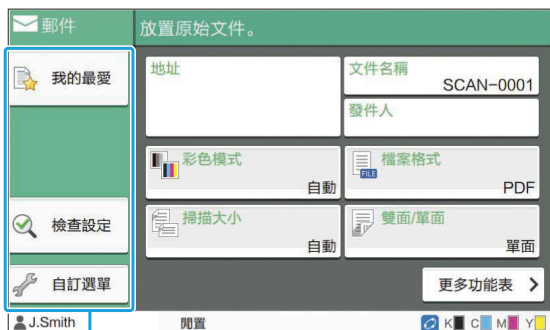 郵件
放置原始文件。
我的最愛
檢查設定
自訂選單
地址
文件名稱
SCAN-0001
發件人
彩色模式
自動
檔案格式
FILE
PDF
掃描大小
自動
雙面/單面
單面
更多功能表
J.Smith
閒置
K C M Y